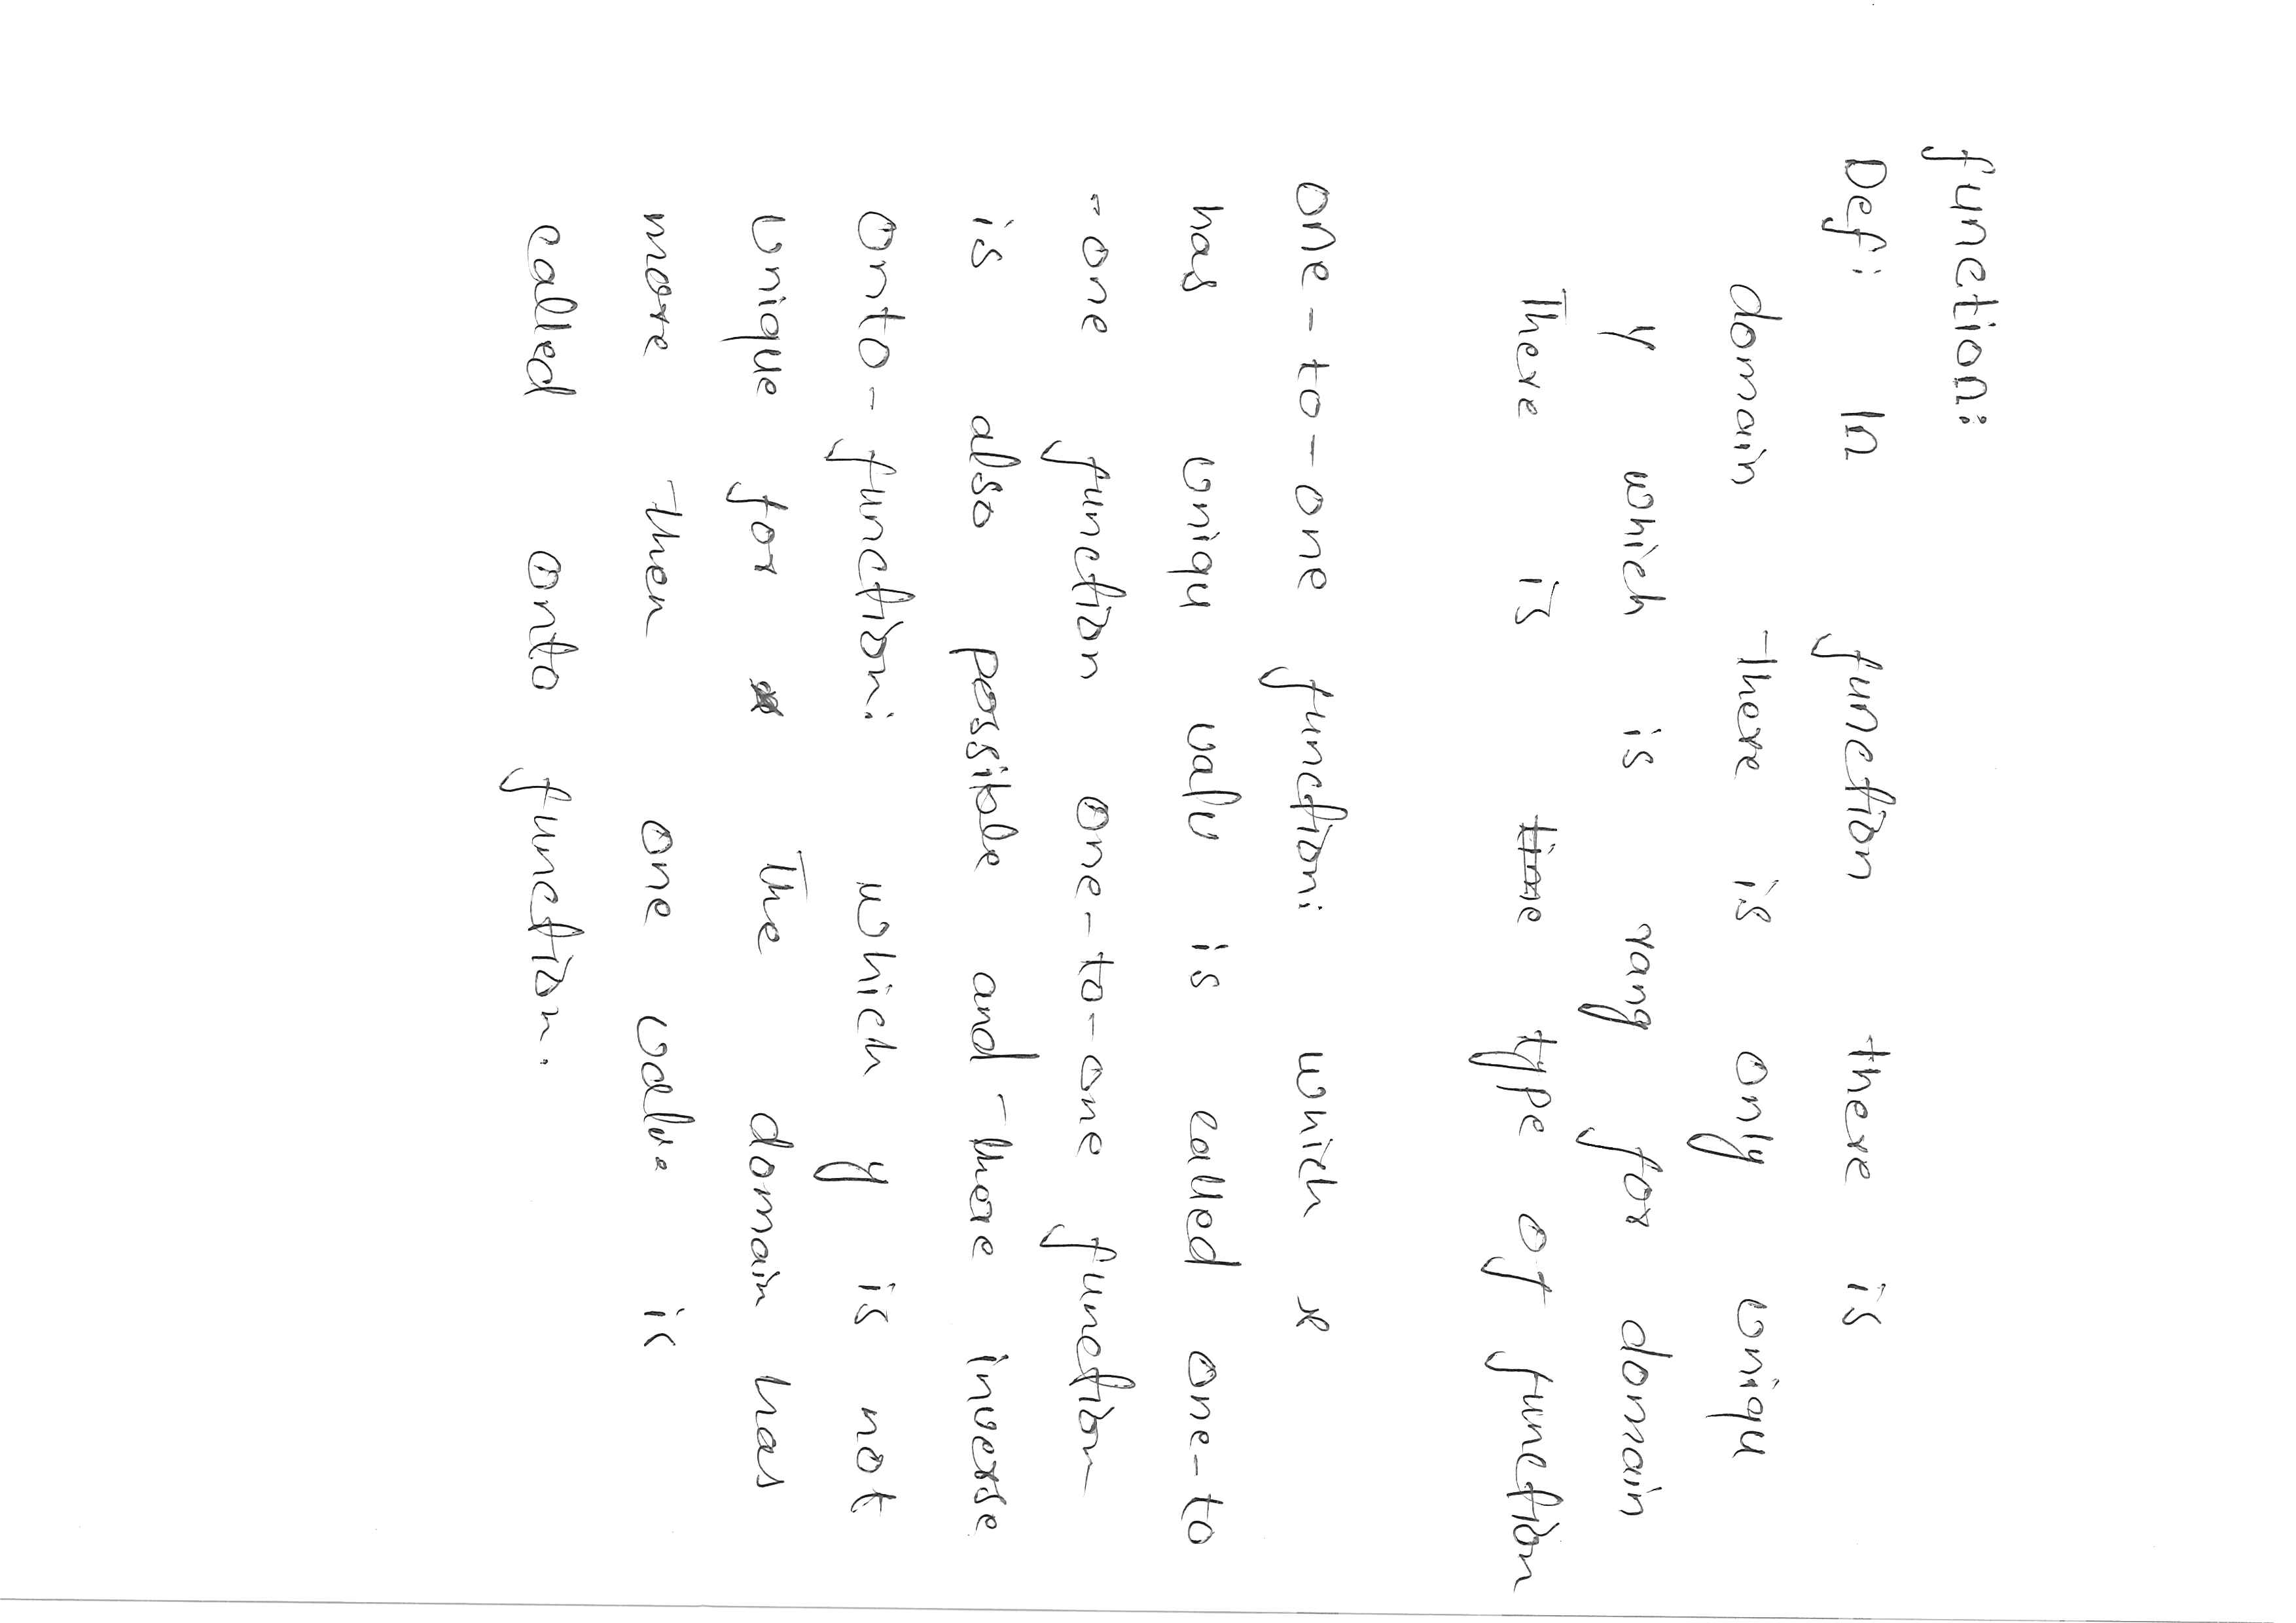 function:
Def: In function there is
domain there is only uniqu
y which is rang for domain
There is time type of function
one-to-one function: which x
has uniqu valu is called one-to
-one function one-to-one function
is also possible and there inverse
onto-function: which y is not
unique for the domain has
more then one value is
called onto function.